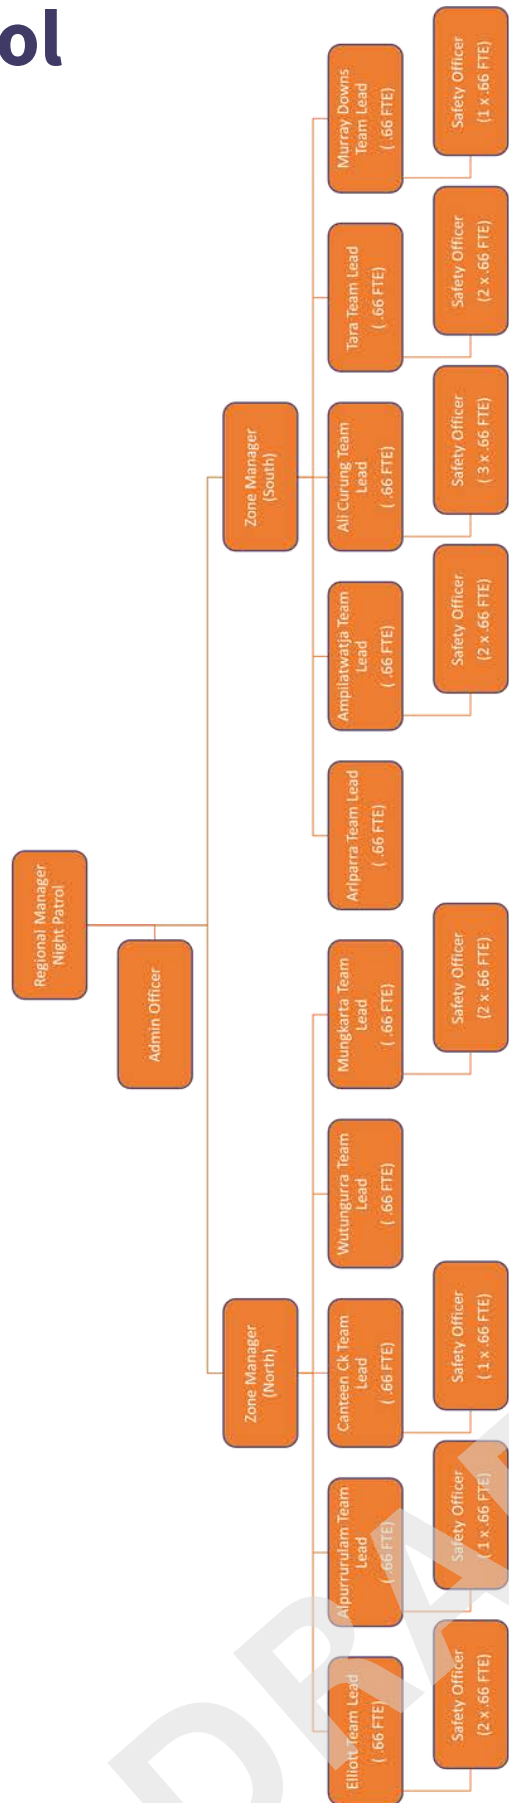 ol
Regional Manager
Night Patrol
Admin Officer
Zone Manager
(North)
Zone Manager
(South)
Elliott Team Lead
( .66 FTE)
Alpurrurulam Team
Lead
( .66 FTE)
Canteen Ck Team
Lead
( .66 FTE)
Wutungurra Team
Lead
( .66 FTE)
Mungkarta Team
Lead
( .66 FTE)
Arlparra Team Lead
( .66 FTE)
Ampilatwatja Team
Lead
( .66 FTE)
Ali Curung Team
Lead
( .66 FTE)
Tara Team Lead
( .66 FTE)
Murray Downs
Team Lead
( .66 FTE)
Safety Officer
(2 x .66 FTE)
Safety Officer
( 1 x .66 FTE)
Safety Officer
( 1 x .66 FTE)
Safety Officer
(2 x .66 FTE)
Safety Officer
(2 x .66 FTE)
Safety Officer
( 3 x .66 FTE)
Safety Officer
(2 x .66 FTE)
Safety Officer
(1 x .66 FTE)
DRA